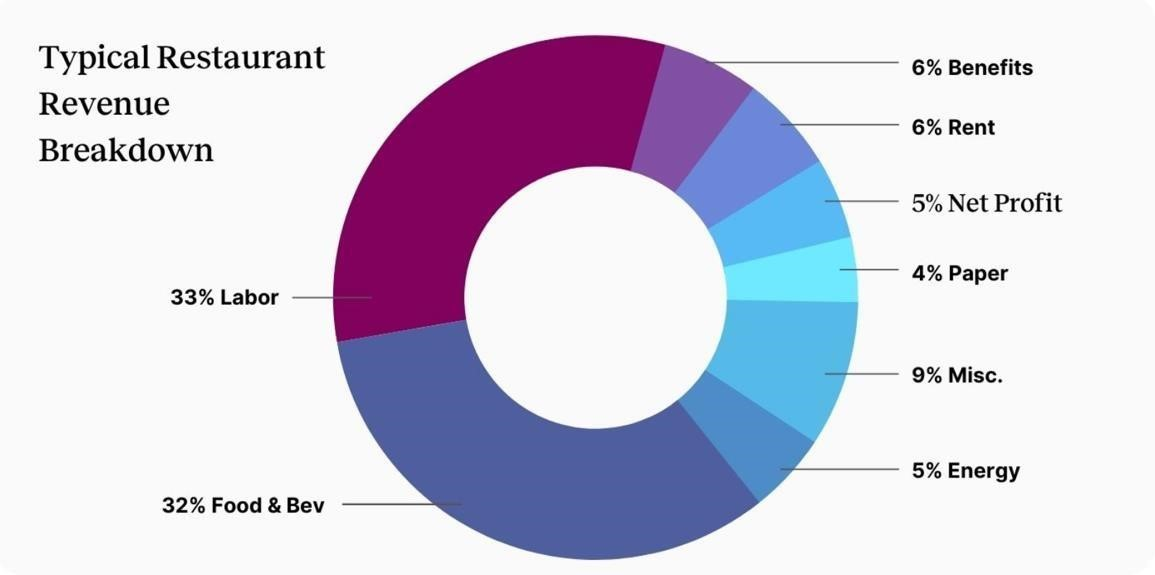 Typical Restaurant
Revenue
Breakdown
6% Benefits
6% Rent
5% Net Profit
4% Paper
33% Labor
9% Misc.
5% Energy
32% Food & Bev